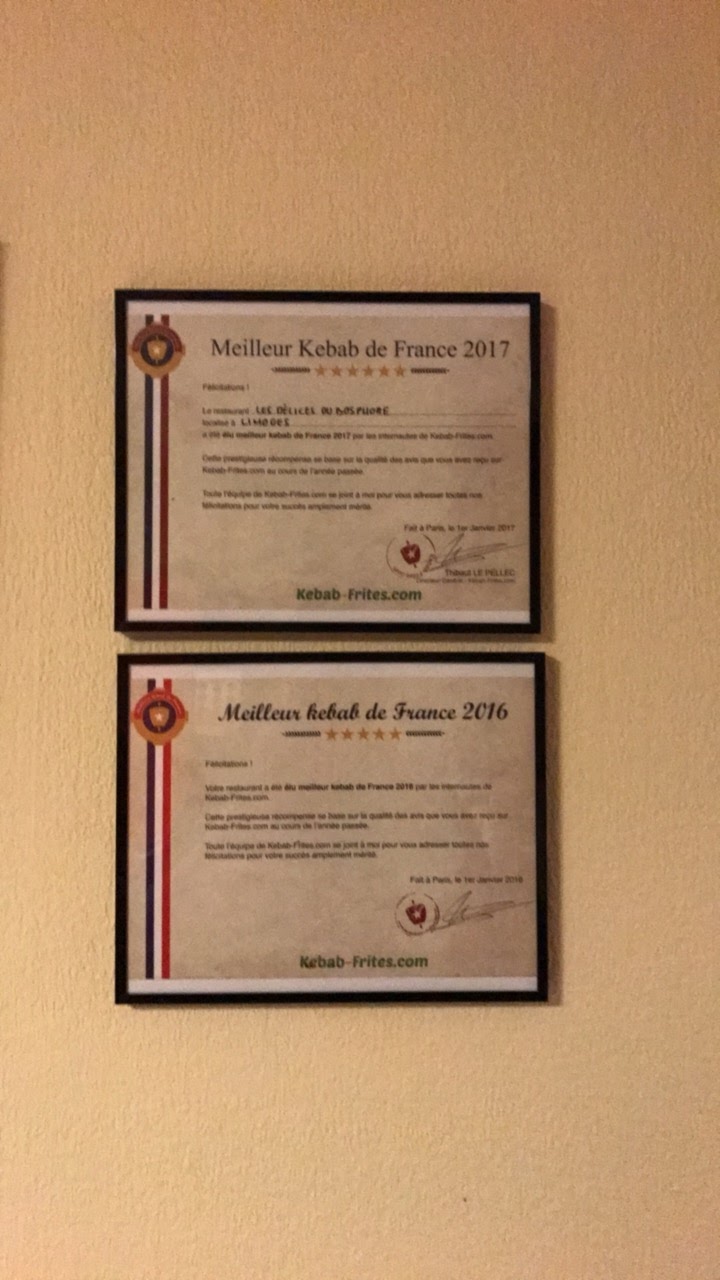 Meilleur Kebab de France 2017
Félicitations !
Le restaurant LES DÉLICES DU BOSPHORE
localisé à LIMOGES
a été élu meilleur kebab de France 2017 par les internautes de Kebab-Frites.com.
Cette prestigieuse récompense se base sur la qualité des avis que vous avez reçu sur
Kebab-Frites.com au cours de l'année passée.
Toute l'équipe de Kebab-Frites.com se joint à moi pour vous adresser toutes nos
félicitations pour votre succès amplement mérité.
Fait à Paris, le 1er Janvier 2017
Thibaut LE PELLEC
Kebab-Frites.com
Meilleur kebab de France 2016
Félicitations !
Votre restaurant a été élu meilleur kebab de France 2016 par les internautes de
Kebab-Frites.com.
Cette prestigieuse récompense se base sur la qualité des avis que vous avez reçu sur
Kebab-Frites.com au cours de l'année passée.
Toute l'équipe de Kebab-Frites.com se joint à moi pour vous adresser toutes nos
félicitations pour votre succès amplement mérité.
Fait à Paris, le 1er Janvier 2016
Kebab-Frites.com